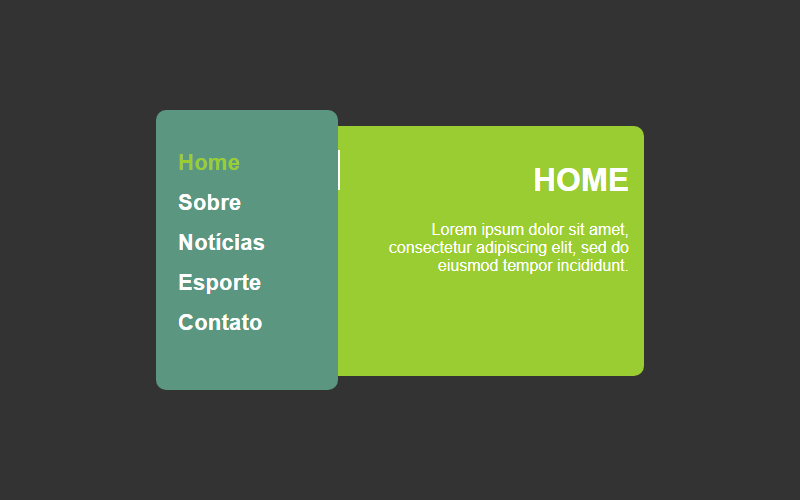 Home
Sobre
Notícias
Esporte
Contato
HOME
Lorem ipsum dolor sit amet,
consectetur adipiscing elit, sed do
eiusmod tempor incididunt.